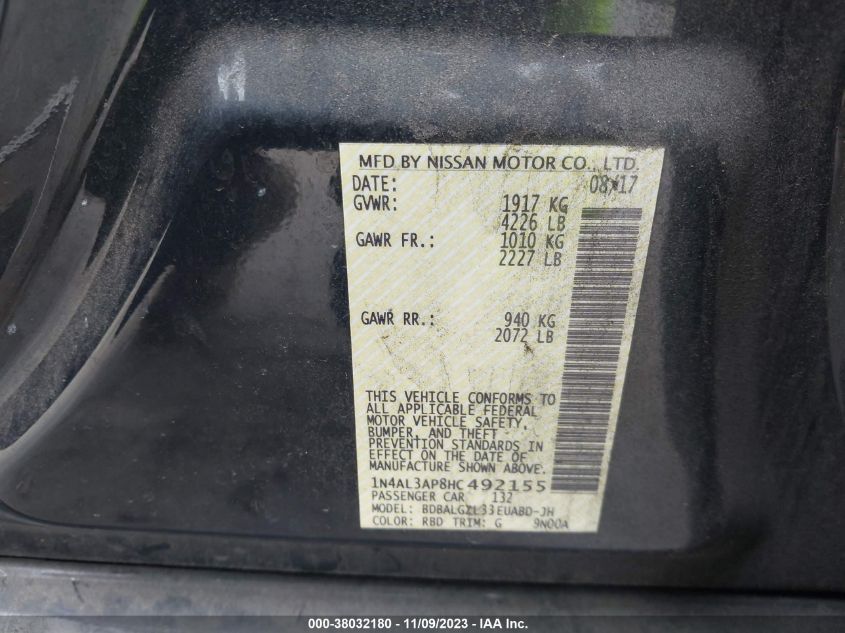 MFD BY NISSAN MOTOR CO., LTD.
DATE: 08 17
GVWR: 1917 KG
4226 LB
GAWR FR.: 1010 KG
2227 LB
GAWR RR.: 940 KG
2072 LB
THIS VEHICLE CONFORMS TO
ALL APPLICABLE FEDERAL
MOTOR VEHICLE SAFETY,
BUMPER, AND THEFT
PREVENTION STANDARDS IN
EFFECT ON THE DATE OF
MANUFACTURE SHOWN ABOVE.
1N4AL3AP8HC492155
PASSENGER CAR 132
MODEL: BDBALGZL33EUABD-JH
COLOR: RBD TRIM: G 9N00A
000-38032180 - 11/09/2023 - IAA Inc.